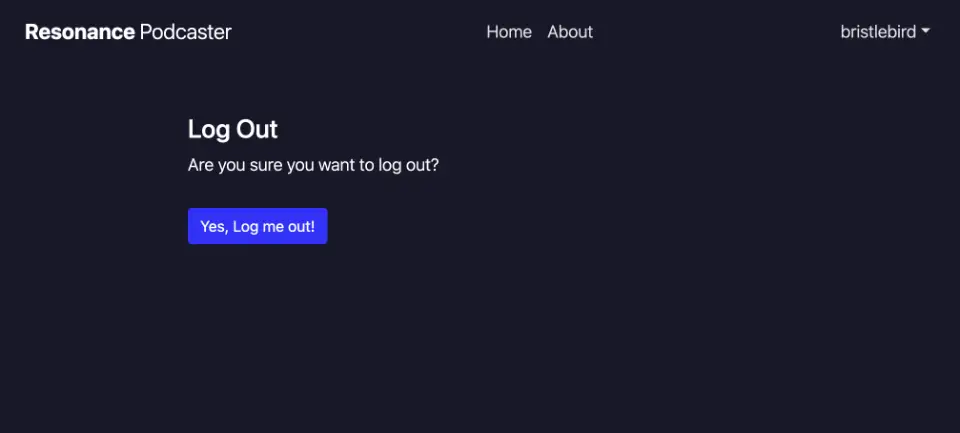 Resonance Podcaster Home About bristlebird
Log Out
Are you sure you want to log out?
Yes, Log me out!